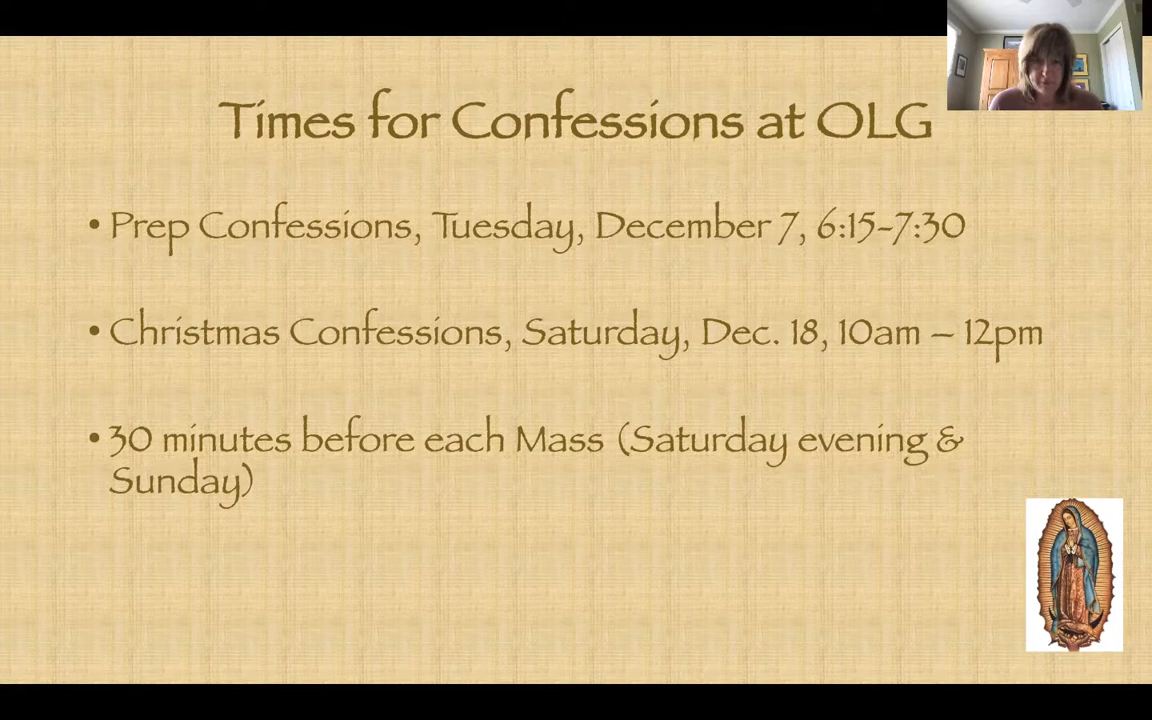 Times for Confessions at OLG
• Prep Confessions, Tuesday, December 7, 6:15-7:30
• Christmas Confessions, Saturday, Dec. 18, 10am – 12pm
• 30 minutes before each Mass (Saturday evening &
Sunday)